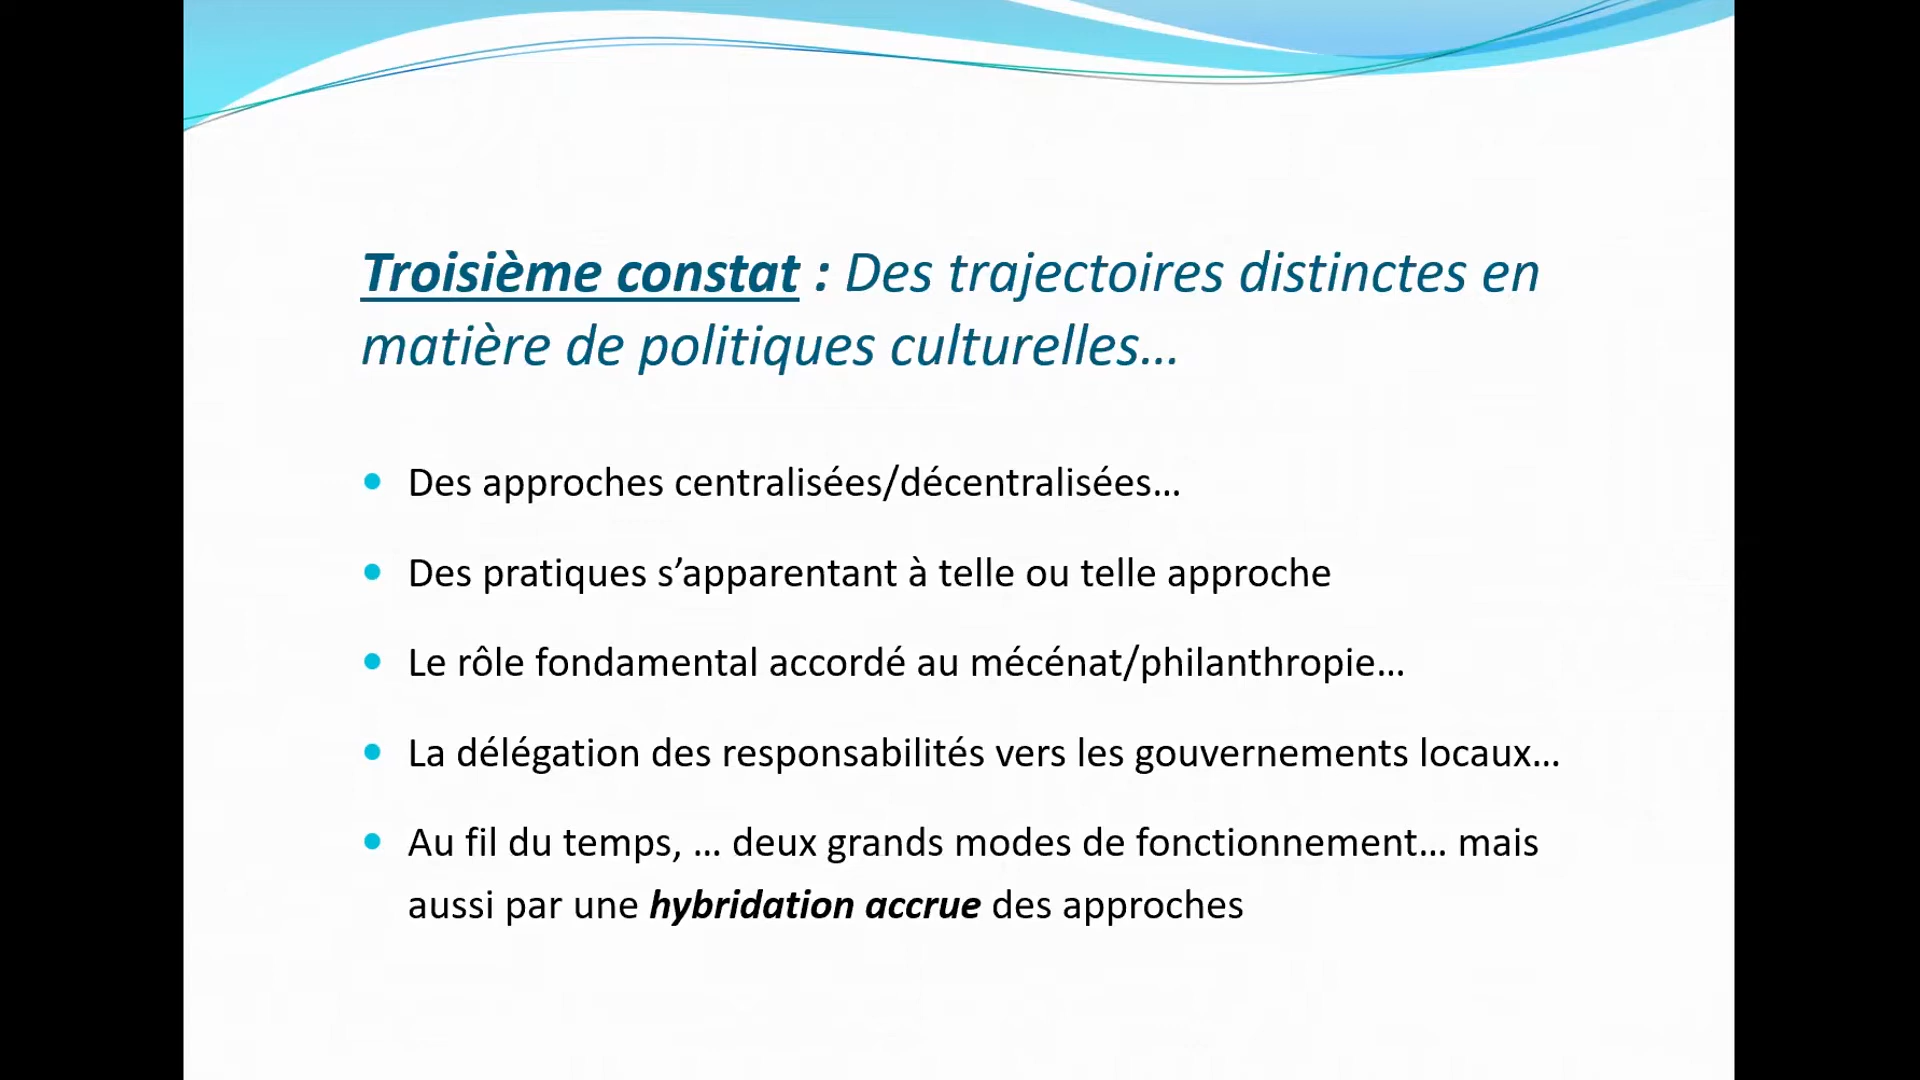 Troisième constat : Des trajectoires distinctes en
matière de politiques culturelles…
• Des approches centralisées/décentralisées…
• Des pratiques s’apparentant à telle ou telle approche
• Le rôle fondamental accordé au mécénat/philanthropie…
• La délégation des responsabilités vers les gouvernements locaux…
• Au fil du temps, … deux grands modes de fonctionnement… mais
aussi par une hybridation accrue des approches